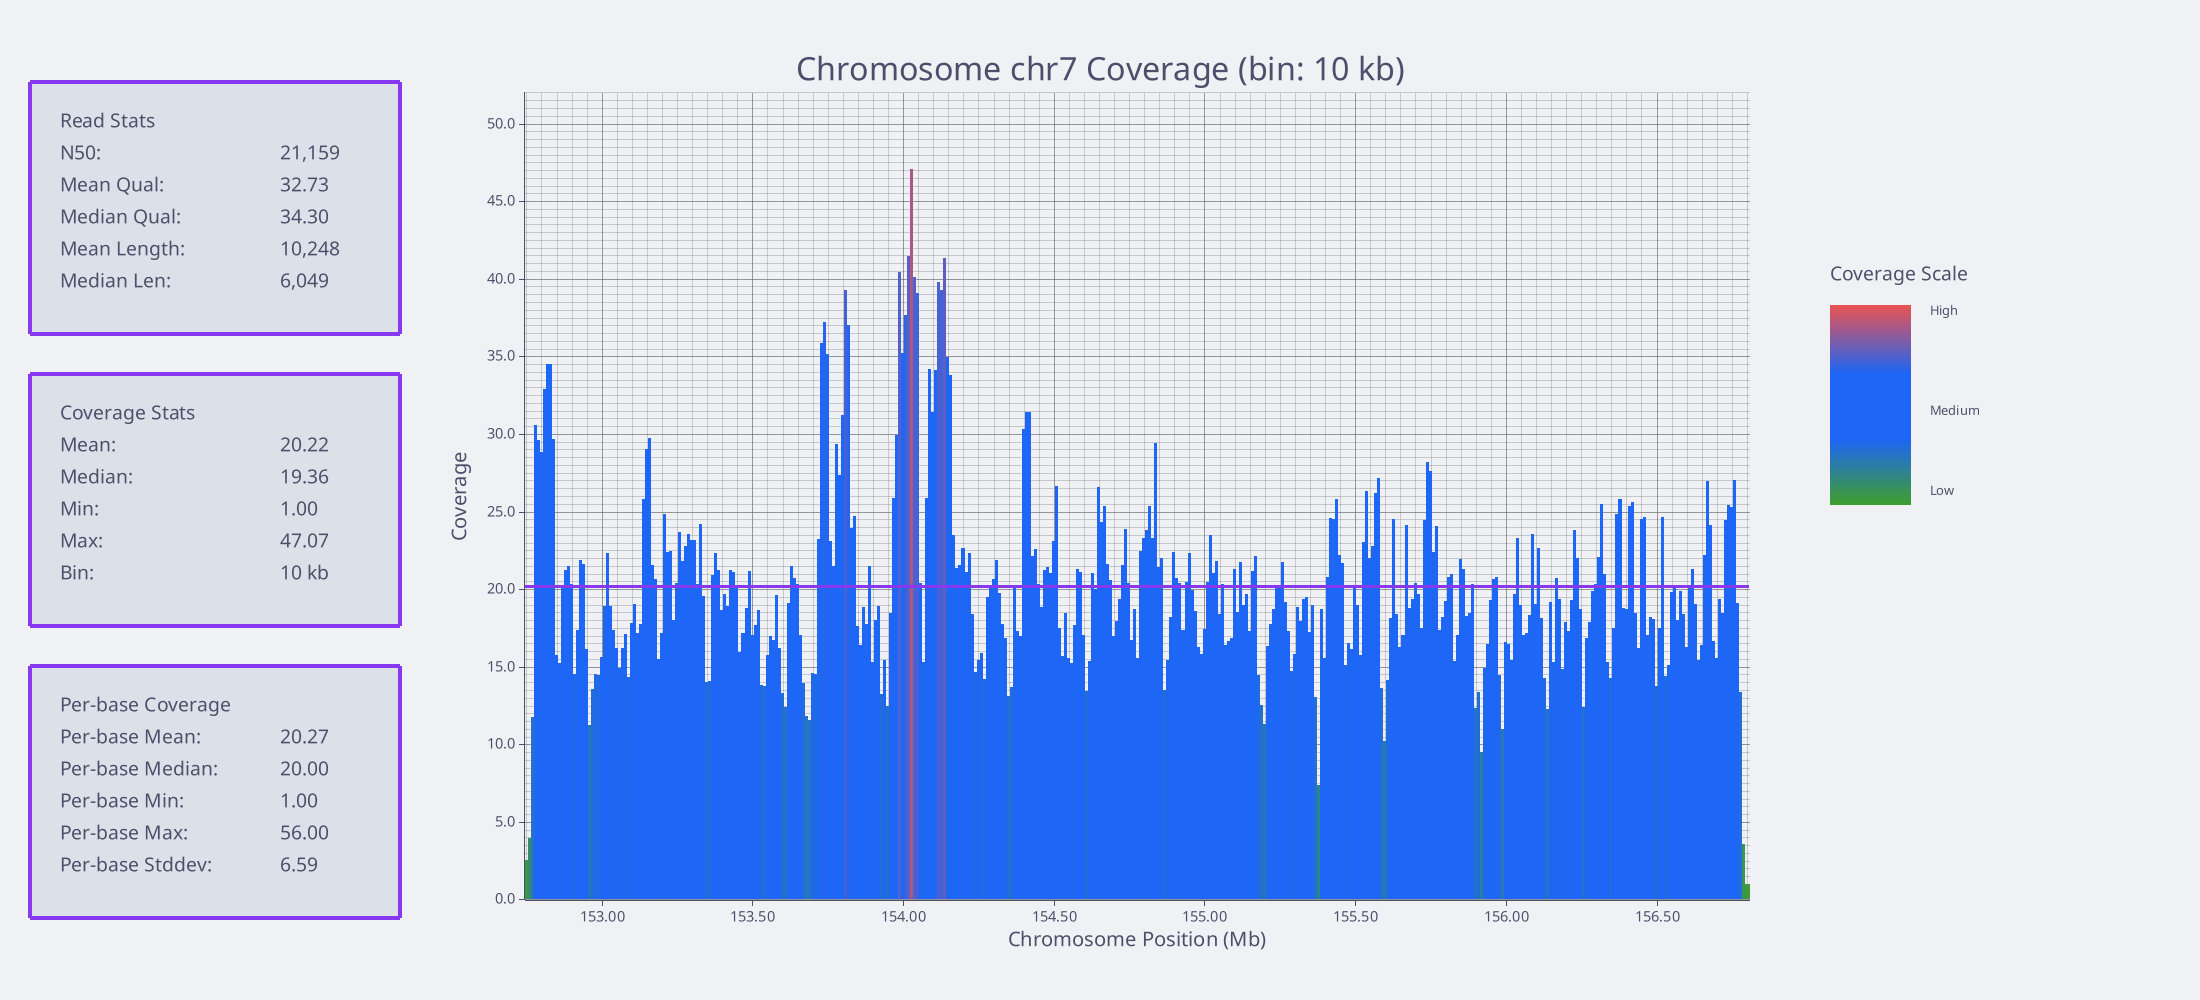 Chromosome chr7 Coverage (bin: 10 kb)
Read Stats
N50: 21,159
Mean Qual: 32.73
Median Qual: 34.30
Mean Length: 10,248
Median Len: 6,049
Coverage Stats
Mean: 20.22
Median: 19.36
Min: 1.00
Max: 47.07
Bin: 10 kb
Per-base Coverage
Per-base Mean: 20.27
Per-base Median: 20.00
Per-base Min: 1.00
Per-base Max: 56.00
Per-base Stddev: 6.59
Coverage
50.0
45.0
40.0
35.0
30.0
25.0
20.0
15.0
10.0
5.0
0.0
153.00 153.50 154.00 154.50 155.00 155.50 156.00 156.50
Chromosome Position (Mb)
Coverage Scale
High
Medium
Low